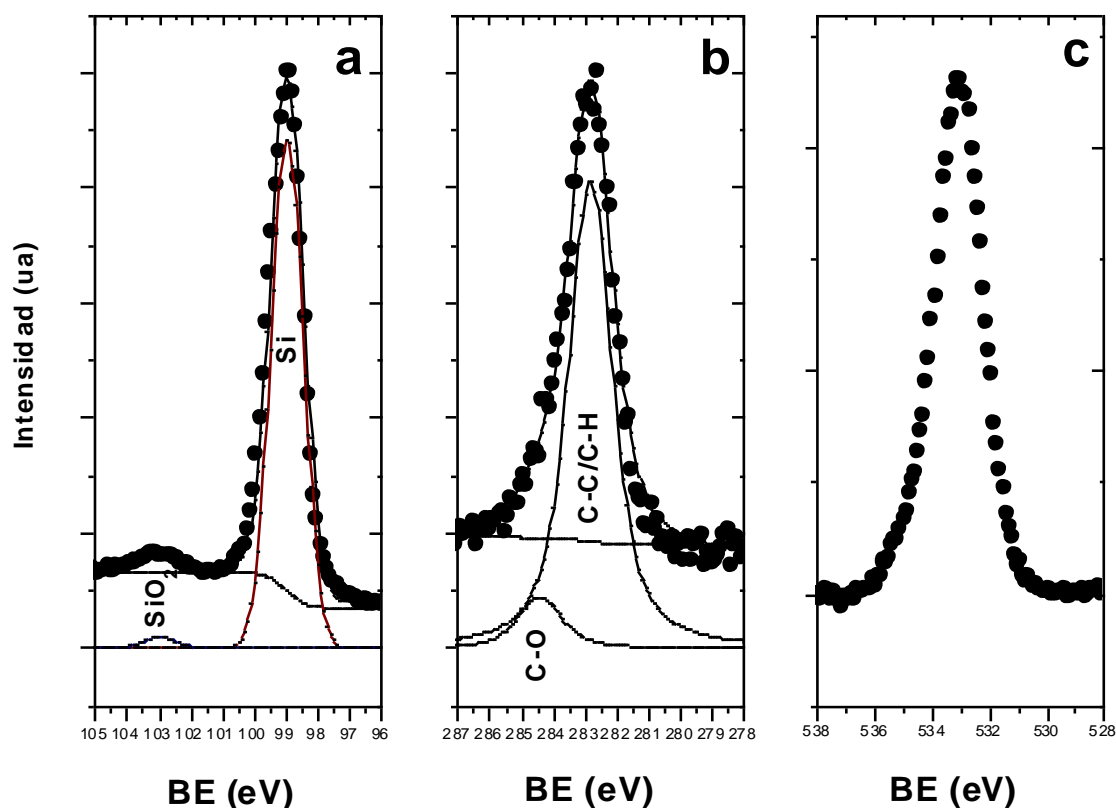 a
b
c
Intensidad (ua)
Si
SiO₂
C-C/C-H
C-O
105 104 103 102 101 100 99 98 97 96
287 286 285 284 283 282 281 280 279 278
538 536 534 532 530 528
BE (eV)
BE (eV)
BE (eV)